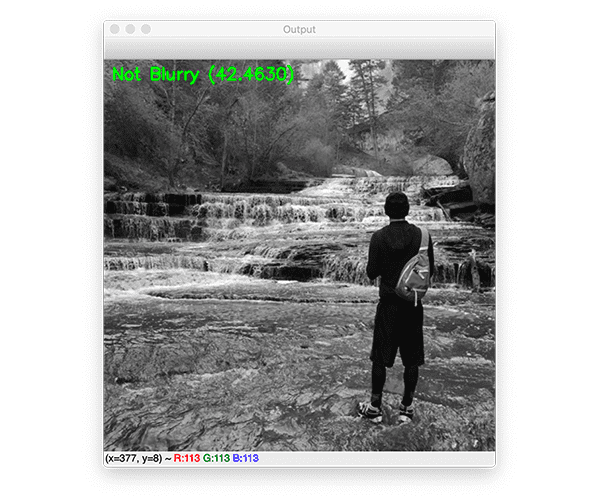 Output
Not Blurry (42.4630)
(x=377, y=8) ~ R:113 G:113 B:113